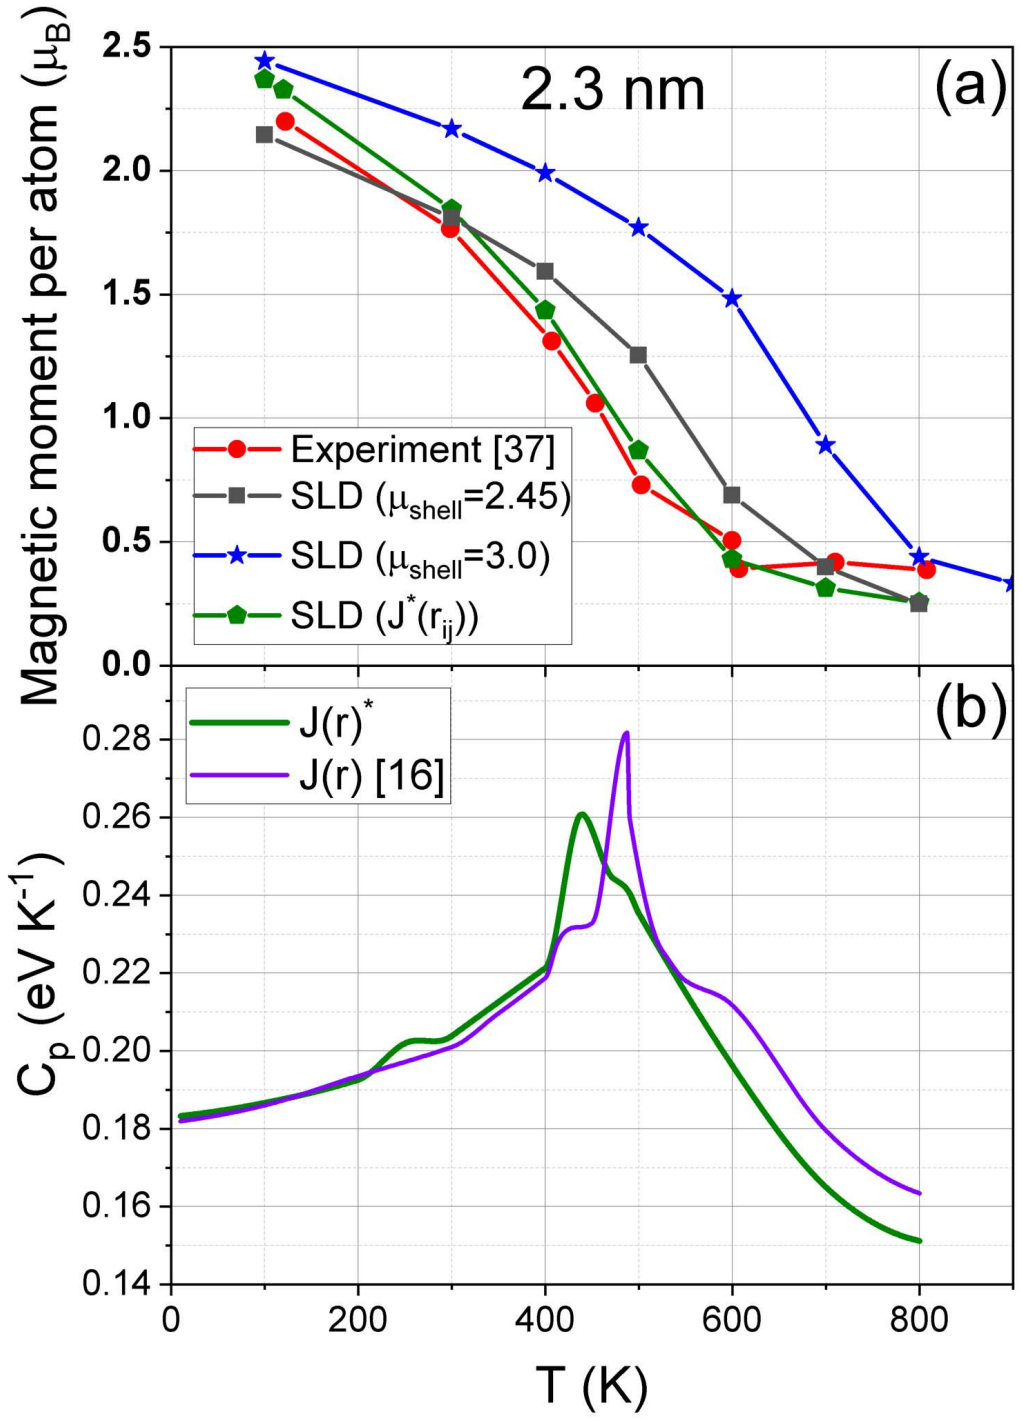 Magnetic moment per atom (μB)
2.5
2.0
1.5
1.0
0.5
0.0
2.3 nm
(a)
Experiment [37]
SLD (μshell=2.45)
SLD (μshell=3.0)
SLD (J*(rij))
Cp (eV K-1)
0.28
0.26
0.24
0.22
0.20
0.18
0.16
0.14
(b)
J(r)*
J(r) [16]
0 200 400 600 800
T (K)